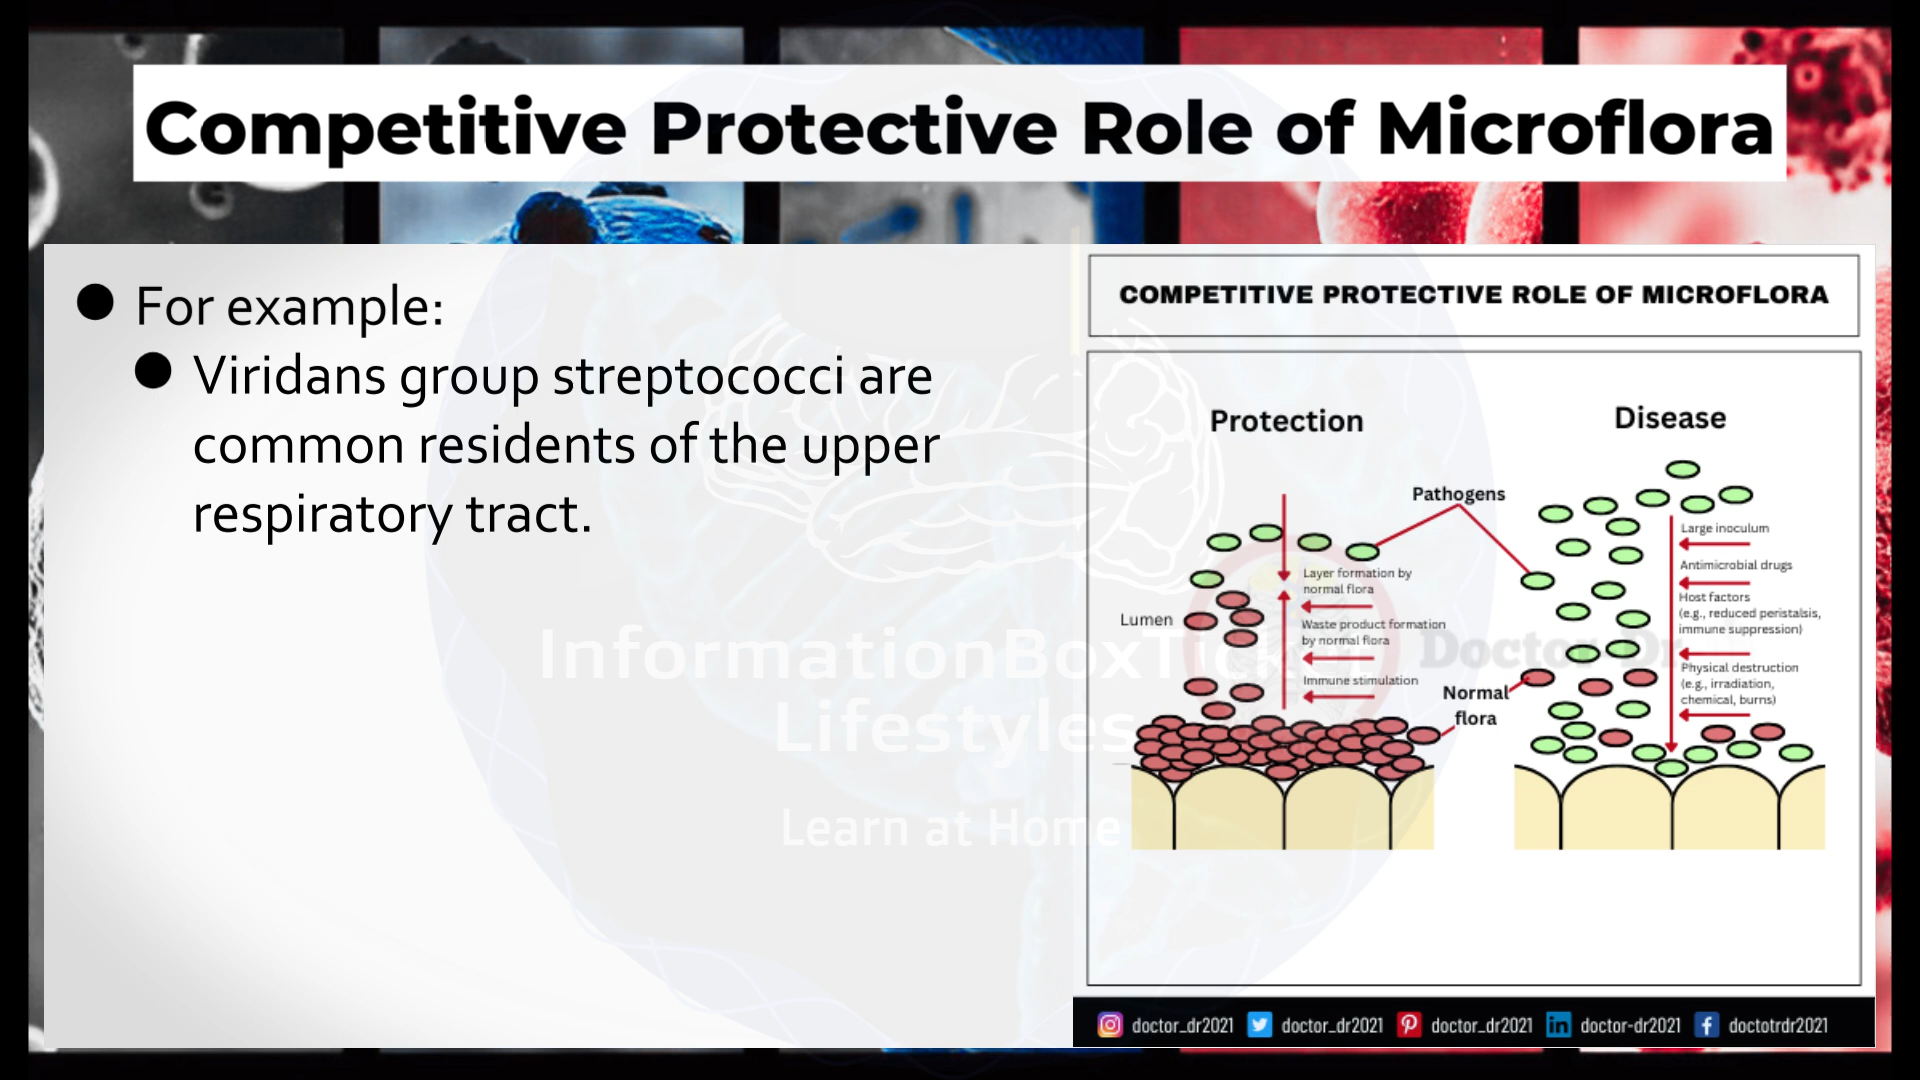 Competitive Protective Role of Microflora
For example:
Viridans group streptococci are
common residents of the upper
respiratory tract.
COMPETITIVE PROTECTIVE ROLE OF MICROFLORA
Protection
Disease
Pathogens
Large inoculum
Antimicrobial drugs
Host factors
(e.g., reduced peristalsis,
immune suppression)
Physical destruction
(e.g., irradiation,
chemical, burns)
Layer formation by
normal flora
Waste product formation
by normal flora
Immune stimulation
Lumen
Normal
flora
Doctor Dr
InformationBoxTick
Lifestyles
Learn at Home
doctor_dr2021
doctor_dr2021
doctor_dr2021
doctor-dr2021
doctotrdr2021